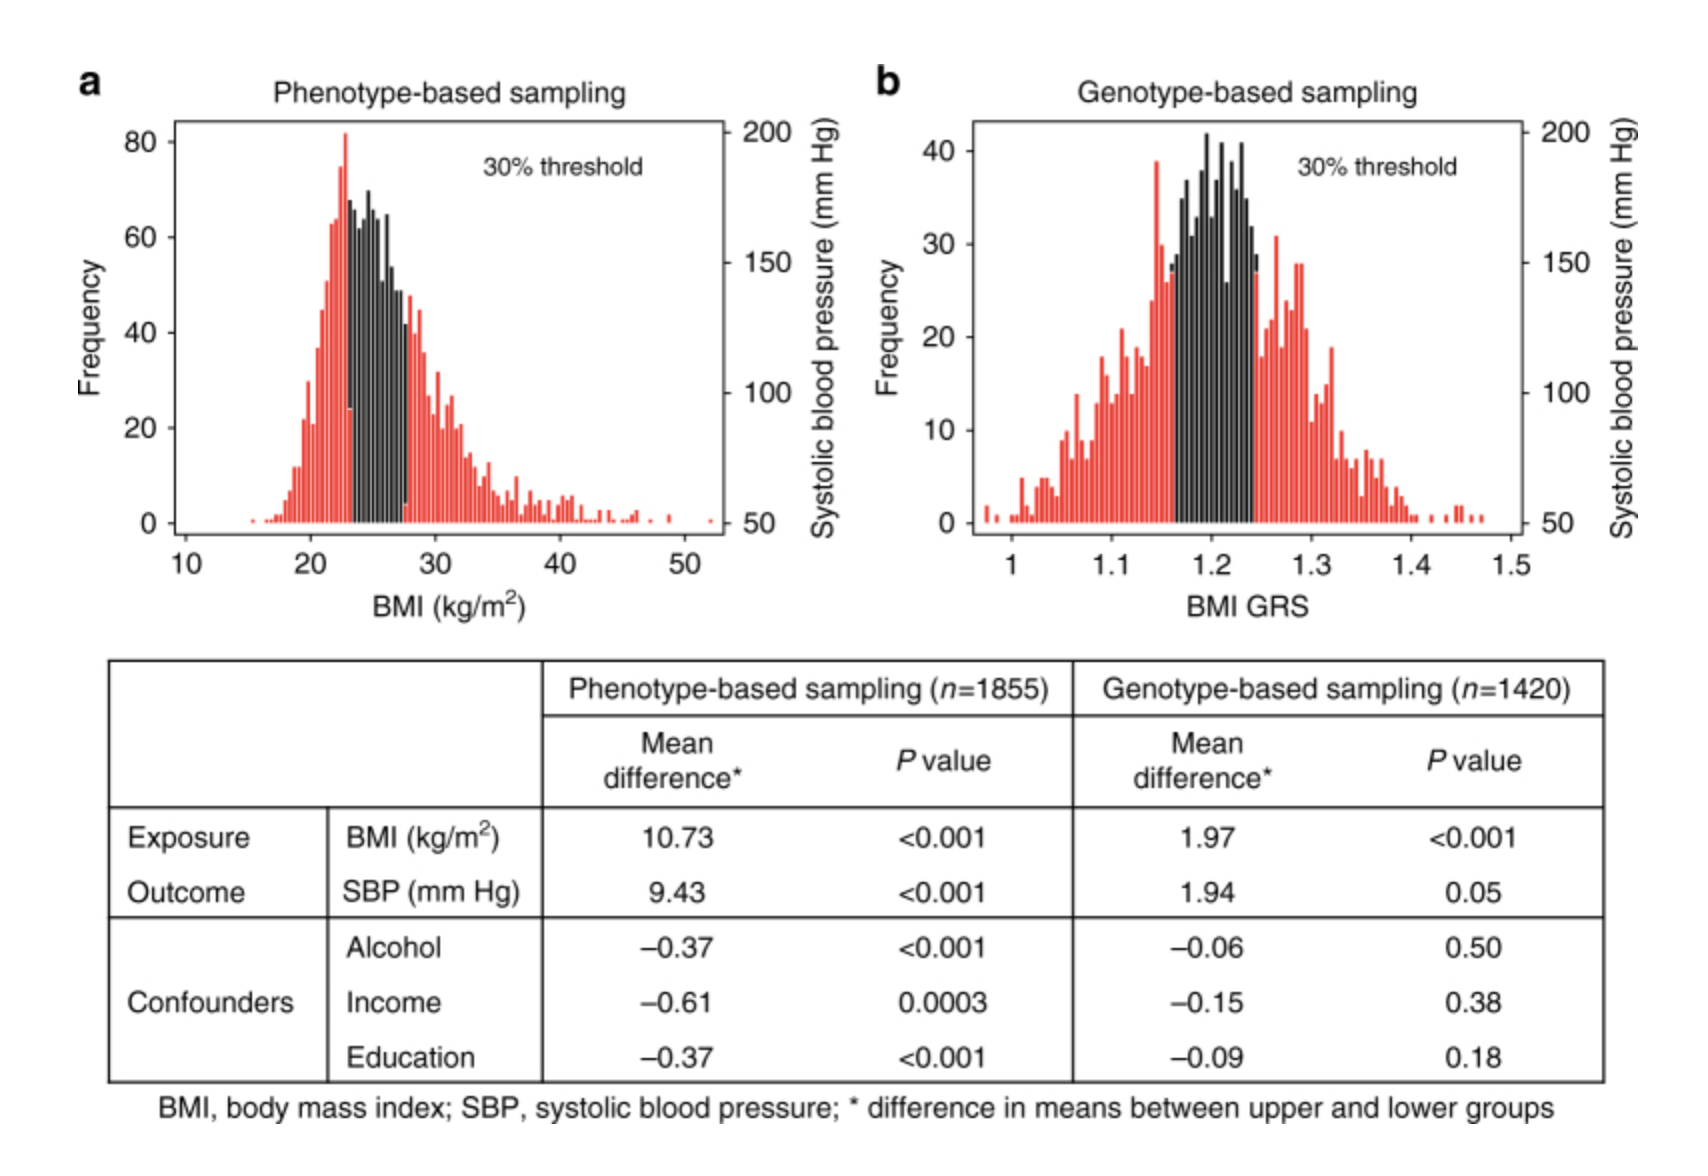 a
Phenotype-based sampling
30% threshold
80
60
40
20
0
Frequency
200
150
100
50
Systolic blood pressure (mm Hg)
10 20 30 40 50
BMI (kg/m²)
b
Genotype-based sampling
30% threshold
40
30
20
10
0
Frequency
200
150
100
50
Systolic blood pressure (mm Hg)
1 1.1 1.2 1.3 1.4 1.5
BMI GRS
Phenotype-based sampling (n=1855) Genotype-based sampling (n=1420)
Mean difference* P value Mean difference* P value
Exposure BMI (kg/m²) 10.73 <0.001 1.97 <0.001
Outcome SBP (mm Hg) 9.43 <0.001 1.94 0.05
Alcohol –0.37 <0.001 –0.06 0.50
Confounders Income –0.61 0.0003 –0.15 0.38
Education –0.37 <0.001 –0.09 0.18
BMI, body mass index; SBP, systolic blood pressure; * difference in means between upper and lower groups